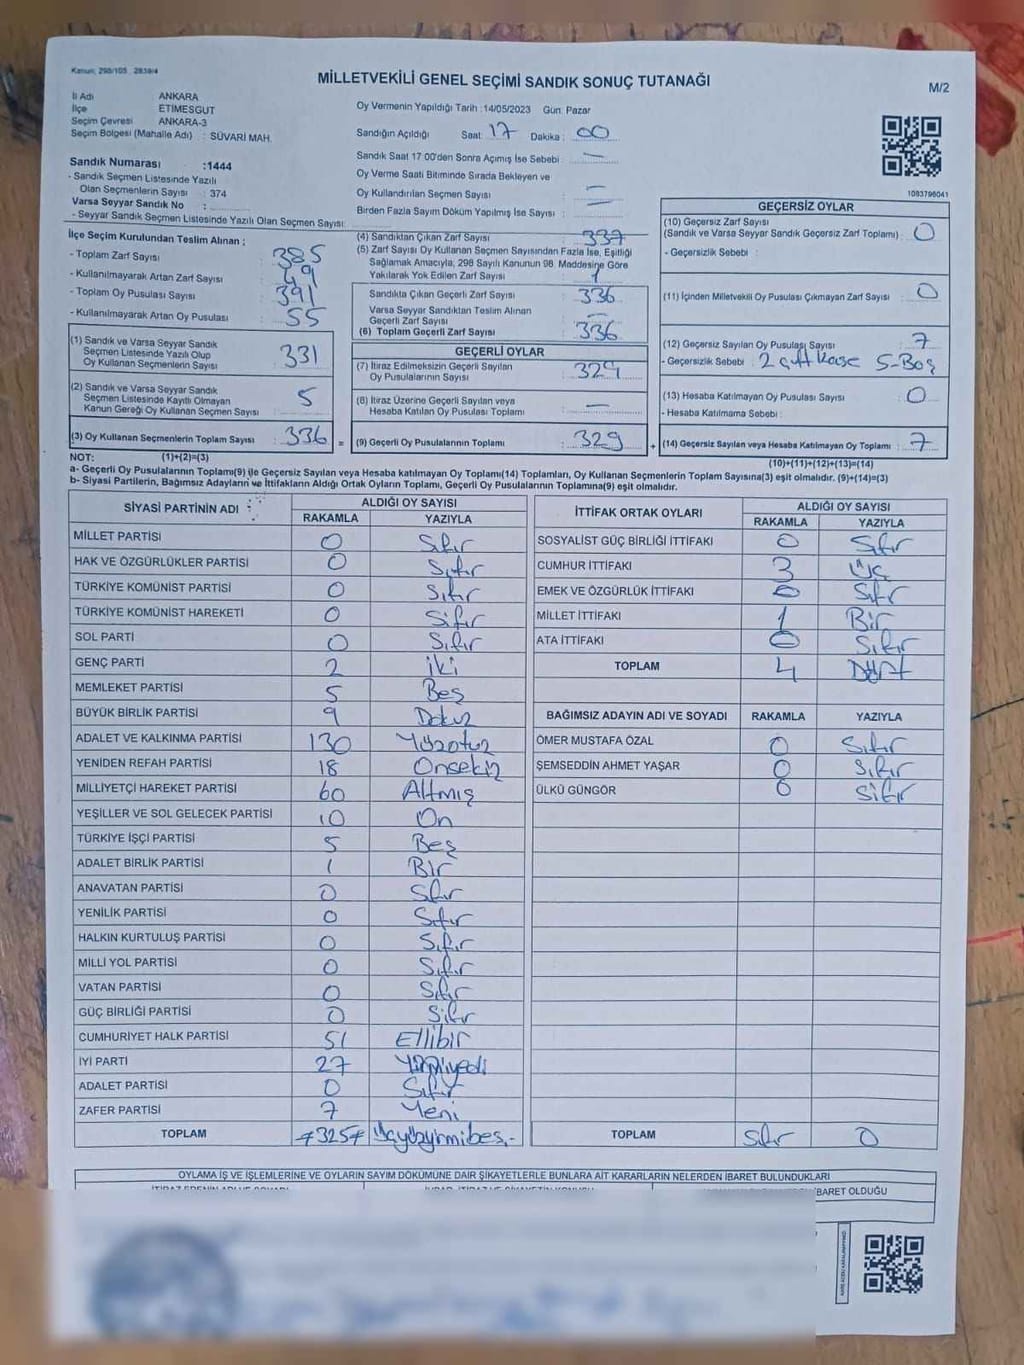 Kanun: 298/105 2839/4
MİLLETVEKİLİ GENEL SEÇİMİ SANDIK SONUÇ TUTANAĞI
M/2
İl Adı ANKARA
İlçe ETİMESGUT
Seçim Çevresi ANKARA-3
Seçim Bölgesi (Mahalle Adı) : SÜVARİ MAH.
Oy Vermenin Yapıldığı Tarih :14/05/2023 Gün: Pazar
Sandığın Açıldığı Saat: 17 Dakika : 00
Sandık Saat 17:00'den Sonra Açımış İse Sebebi : —
Oy Verme Saati Bitiminde Sırada Bekleyen ve
Oy Kullandırılan Seçmen Sayısı : —
Birden Fazla Sayım Döküm Yapılmış İse Sayısı : —
1093796041
Sandık Numarası :1444
- Sandık Seçmen Listesinde Yazılı
Olan Seçmenlerin Sayısı : 374
Varsa Seyyar Sandık No :
- Seyyar Sandık Seçmen Listesinde Yazılı Olan Seçmen Sayısı:
İlçe Seçim Kurulundan Teslim Alınan ;
- Toplam Zarf Sayısı : 385
- Kullanılmayarak Artan Zarf Sayısı : 49
- Toplam Oy Pusulası Sayısı : 391
- Kullanılmayarak Artan Oy Pusulası : 55
(1) Sandık ve Varsa Seyyar Sandık
Seçmen Listesinde Yazılı Olup
Oy Kullanan Seçmenlerin Sayısı : 331
(2) Sandık ve Varsa Seyyar Sandık
Seçmen Listesinde Kayıtlı Olmayan
Kanun Gereği Oy Kullanan Seçmen Sayısı : 5
(3) Oy Kullanan Seçmenlerin Toplam Sayısı : 336 =
(4) Sandıktan Çıkan Zarf Sayısı : 337
(5) Zarf Sayısı Oy Kullanan Seçmen Sayısından Fazla İse, Eşitliği
Sağlamak Amacıyla, 298 Sayılı Kanunun 98. Maddesine Göre
Yakılarak Yok Edilen Zarf Sayısı : 1
Sandıkta Çıkan Geçerli Zarf Sayısı : 336
Varsa Seyyar Sandıktan Teslim Alınan
Geçerli Zarf Sayısı : —
(6) Toplam Geçerli Zarf Sayısı : 336
GEÇERLİ OYLAR
(7) İtiraz Edilmeksizin Geçerli Sayılan
Oy Pusulalarının Sayısı : 329
(8) İtiraz Üzerine Geçerli Sayılan veya
Hesaba Katılan Oy Pusulası Toplamı : —
(9) Geçerli Oy Pusulalarının Toplamı : 329 +
GEÇERSİZ OYLAR
(10) Geçersiz Zarf Sayısı
(Sandık ve Varsa Seyyar Sandık Geçersiz Zarf Toplamı) : 0
- Geçersizlik Sebebi :
(11) İçinden Milletvekili Oy Pusulası Çıkmayan Zarf Sayısı : 0
(12) Geçersiz Sayılan Oy Pusulası Sayısı : 7
- Geçersizlik Sebebi : 2 çift kaşe 5-Boş
(13) Hesaba Katılmayan Oy Pusulası Sayısı : 0
- Hesaba Katılmama Sebebi :
(14) Geçersiz Sayılan veya Hesaba Katılmayan Oy Toplamı : 7
NOT: (1)+(2)=(3)
(10)+(11)+(12)+(13)=(14)
a- Geçerli Oy Pusulalarının Toplamı(9) ile Geçersiz Sayılan veya Hesaba katılmayan Oy Toplamı(14) Toplamları, Oy Kullanan Seçmenlerin Toplam Sayısına(3) eşit olmalıdır. (9)+(14)=(3)
b- Siyasi Partilerin, Bağımsız Adayların ve İttifakların Aldığı Ortak Oyların Toplamı, Geçerli Oy Pusulalarının Toplamına(9) eşit olmalıdır.
SİYASİ PARTİNİN ADI ALDIĞI OY SAYISI
RAKAMLA YAZIYLA
MİLLET PARTİSİ 0 Sıfır
HAK VE ÖZGÜRLÜKLER PARTİSİ 0 Sıfır
TÜRKİYE KOMÜNİST PARTİSİ 0 Sıfır
TÜRKİYE KOMÜNİST HAREKETİ 0 Sıfır
SOL PARTİ 0 Sıfır
GENÇ PARTİ 2 İki
MEMLEKET PARTİSİ 5 Beş
BÜYÜK BİRLİK PARTİSİ 9 Dokuz
ADALET VE KALKINMA PARTİSİ 130 Yüzotuz
YENİDEN REFAH PARTİSİ 18 Onsekiz
MİLLİYETÇİ HAREKET PARTİSİ 60 Altmış
YEŞİLLER VE SOL GELECEK PARTİSİ 10 On
TÜRKİYE İŞÇİ PARTİSİ 5 Beş
ADALET BİRLİK PARTİSİ 1 Bir
ANAVATAN PARTİSİ 0 Sıfır
YENİLİK PARTİSİ 0 Sıfır
HALKIN KURTULUŞ PARTİSİ 0 Sıfır
MİLLİ YOL PARTİSİ 0 Sıfır
VATAN PARTİSİ 0 Sıfır
GÜÇ BİRLİĞİ PARTİSİ 0 Sıfır
CUMHURİYET HALK PARTİSİ 51 Ellibir
İYİ PARTİ 27 Yirmiyedi
ADALET PARTİSİ 0 Sıfır
ZAFER PARTİSİ 7 Yeni
TOPLAM 325 Üçyüzyirmibeş.-
İTTİFAK ORTAK OYLARI ALDIĞI OY SAYISI
RAKAMLA YAZIYLA
SOSYALİST GÜÇ BİRLİĞİ İTTİFAKI 0 Sıfır
CUMHUR İTTİFAKI 3 Üç
EMEK VE ÖZGÜRLÜK İTTİFAKI 0 Sıfır
MİLLET İTTİFAKI 1 Bir
ATA İTTİFAKI 0 Sıfır
TOPLAM 4 Dört
BAĞIMSIZ ADAYIN ADI VE SOYADI RAKAMLA YAZIYLA
ÖMER MUSTAFA ÖZAL 0 Sıfır
ŞEMSEDDİN AHMET YAŞAR 0 Sıfır
ÜLKÜ GÜNGÖR 0 Sıfır
TOPLAM Sıfır 0
OYLAMA İŞ VE İŞLEMLERİNE VE OYLARIN SAYIM DÖKÜMÜNE DAİR ŞİKAYETLERLE BUNLARA AİT KARARLARIN NELERDEN İBARET BULUNDUKLARI
İBARET OLDUĞU